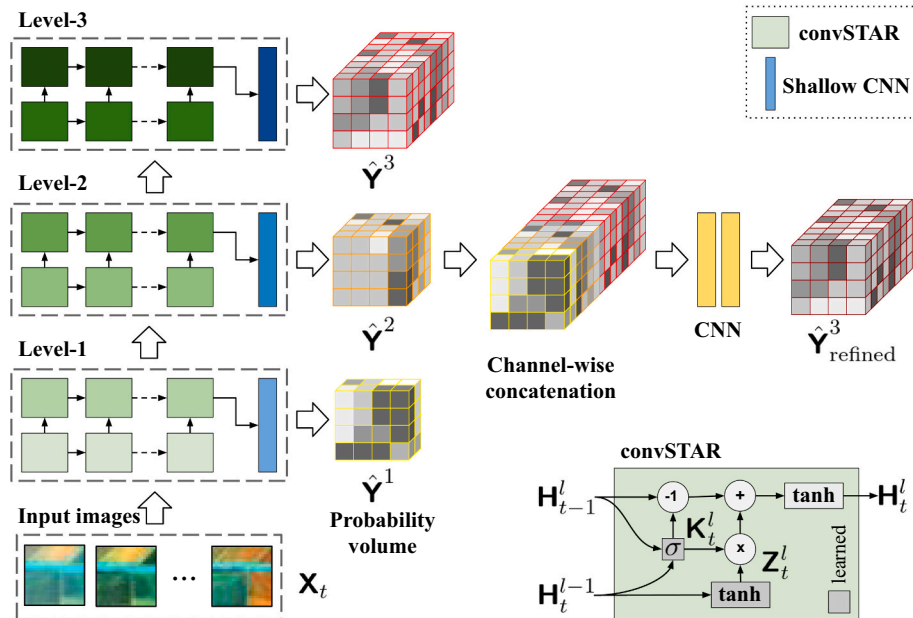 Level-3
convSTAR
Shallow CNN
Ŷ³
Level-2
Ŷ²
CNN
Ŷ³refined
Channel-wise
concatenation
Level-1
Ŷ¹
Probability
volume
Input images
...
Xₜ
convSTAR
Hˡₜ₋₁
-1
+
tanh
Hˡₜ
Kˡₜ
σ
x
Zˡₜ
Hˡ⁻¹ₜ
tanh
learned